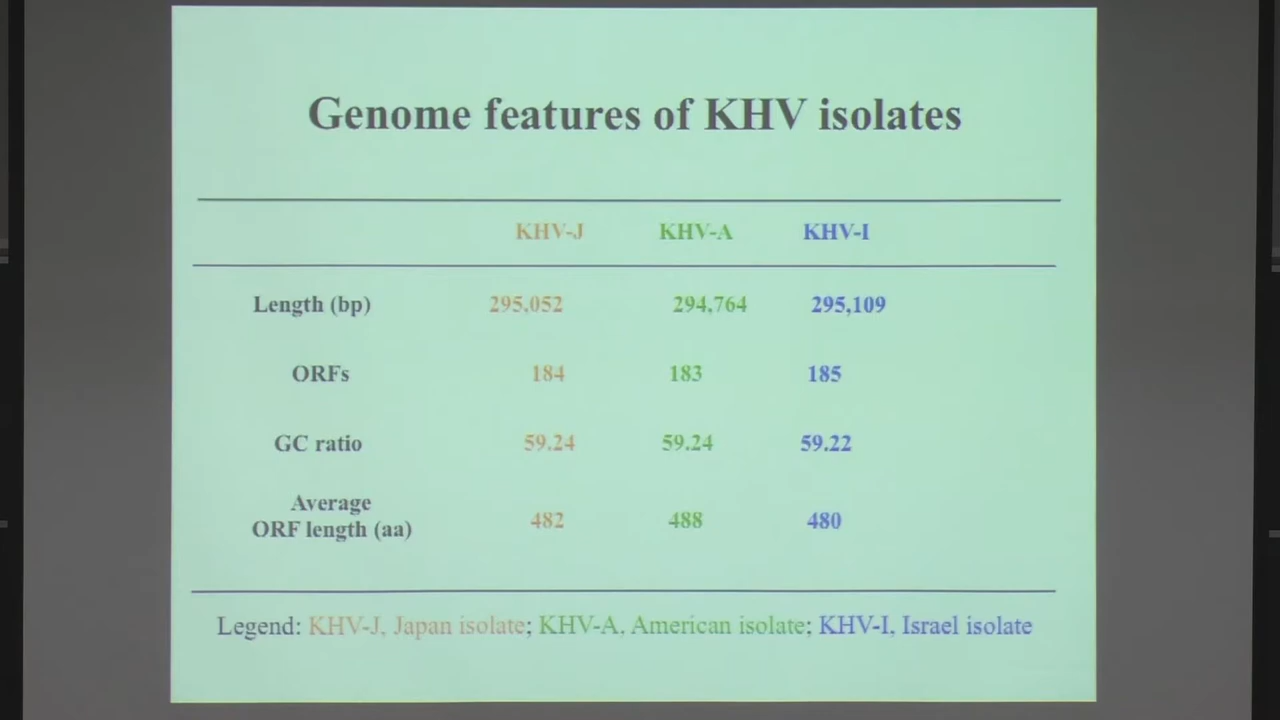 Genome features of KHV isolates
KHV-J KHV-A KHV-I
Length (bp) 295,052 294,764 295,109
ORFs 184 183 185
GC ratio 59.24 59.24 59.22
Average
ORF length (aa) 482 488 480
Legend: KHV-J, Japan isolate; KHV-A, American isolate; KHV-I, Israel isolate